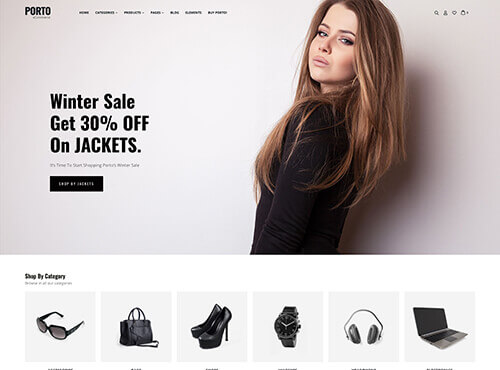 PORTO
eCommerce
HOME CATEGORIES PRODUCTS PAGES BLOG ELEMENTS BUY PORTO!
Winter Sale
Get 30% OFF
On JACKETS.
It's Time To Start Shopping Porto's Winter Sale
SHOP BY JACKETS
Shop By Category
Browse in all our categories